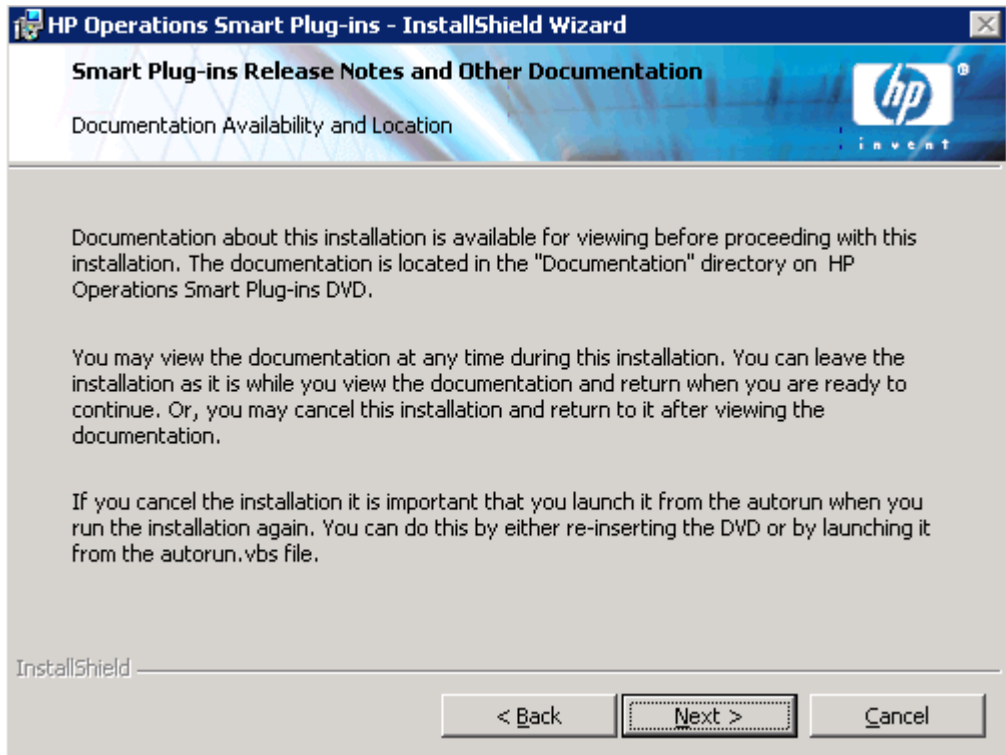 HP Operations Smart Plug-ins - InstallShield Wizard
Smart Plug-ins Release Notes and Other Documentation
Documentation Availability and Location
hp
®
invent
Documentation about this installation is available for viewing before proceeding with this
installation. The documentation is located in the "Documentation" directory on  HP
Operations Smart Plug-ins DVD.
You may view the documentation at any time during this installation. You can leave the
installation as it is while you view the documentation and return when you are ready to
continue. Or, you may cancel this installation and return to it after viewing the
documentation.
If you cancel the installation it is important that you launch it from the autorun when you
run the installation again. You can do this by either re-inserting the DVD or by launching it
from the autorun.vbs file.
InstallShield
< Back
Next >
Cancel